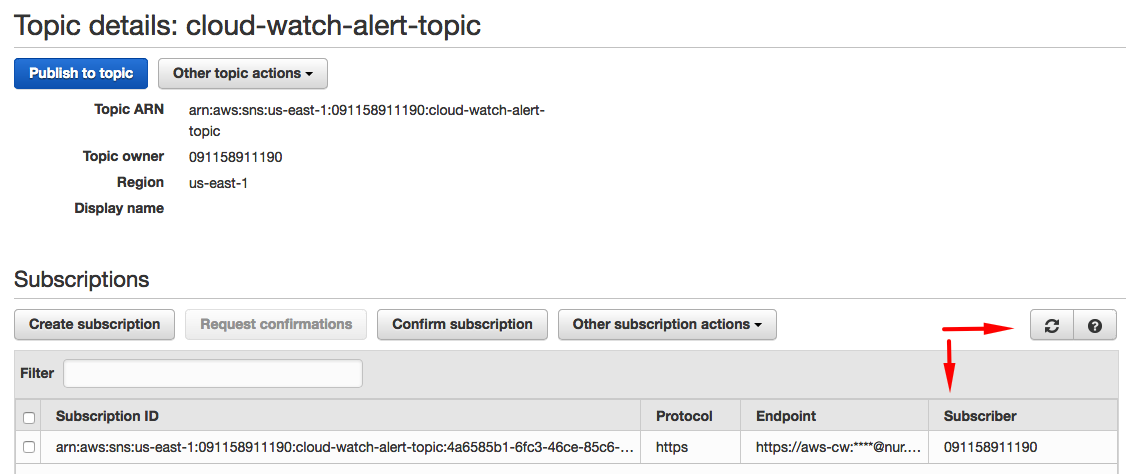 Topic details: cloud-watch-alert-topic
Publish to topic Other topic actions
Topic ARN arn:aws:sns:us-east-1:091158911190:cloud-watch-alert-
topic
Topic owner 091158911190
Region us-east-1
Display name
Subscriptions
Create subscription Request confirmations Confirm subscription Other subscription actions ?
Filter
Subscription ID Protocol Endpoint Subscriber
arn:aws:sns:us-east-1:091158911190:cloud-watch-alert-topic:4a6585b1-6fc3-46ce-85c6-... https https://aws-cw:****@nur.... 091158911190